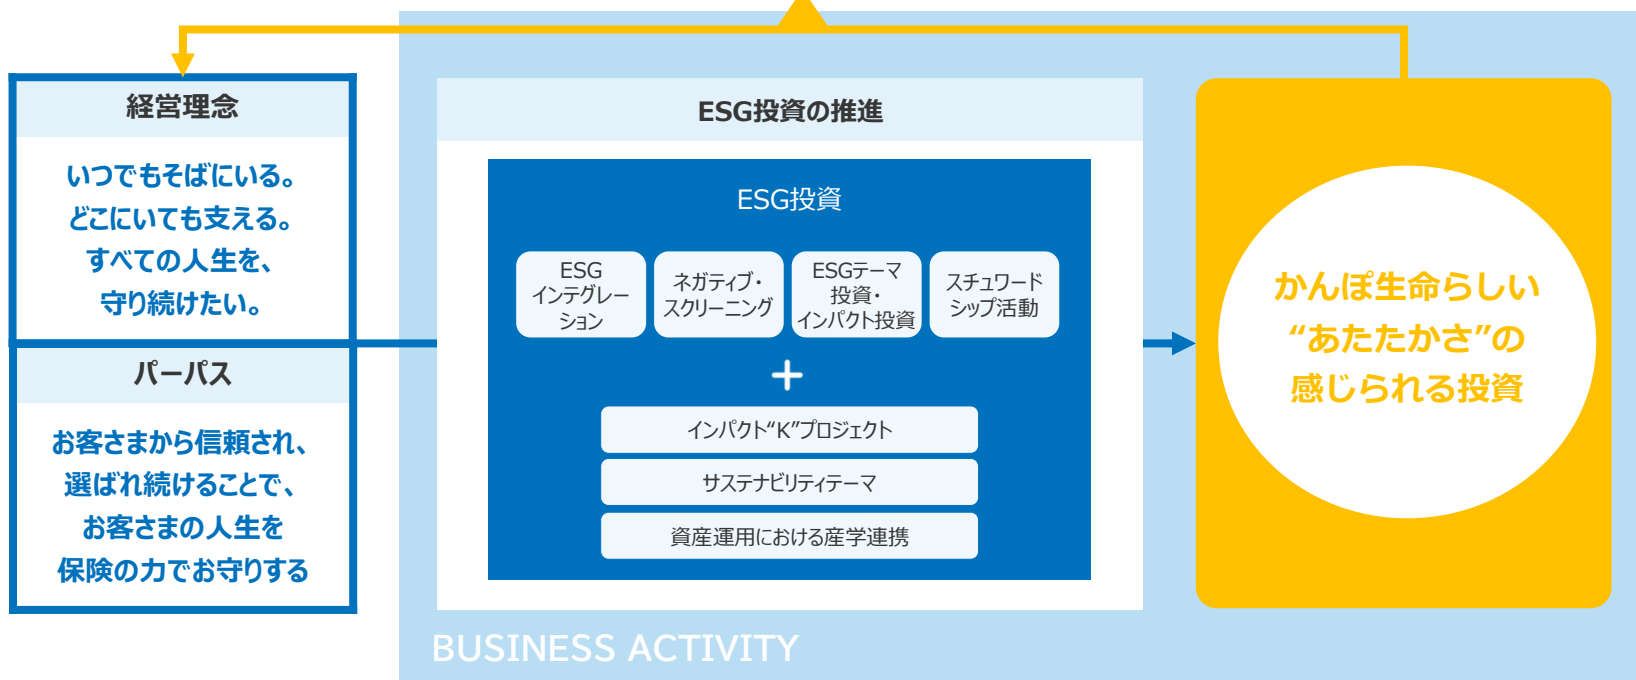 経営理念
いつでもそばにいる。
どこにいても支える。
すべての人生を、
守り続けたい。
パーパス
お客さまから信頼され、
選ばれ続けることで、
お客さまの人生を
保険の力でお守りする
ESG投資の推進
ESG投資
ESG
インテグレー
ション
ネガティブ・
スクリーニング
ESGテーマ
投資・
インパクト投資
スチュワード
シップ活動
+
インパクト“K”プロジェクト
サステナビリティテーマ
資産運用における産学連携
かんぽ生命らしい
“あたたかさ”の
感じられる投資
BUSINESS ACTIVITY